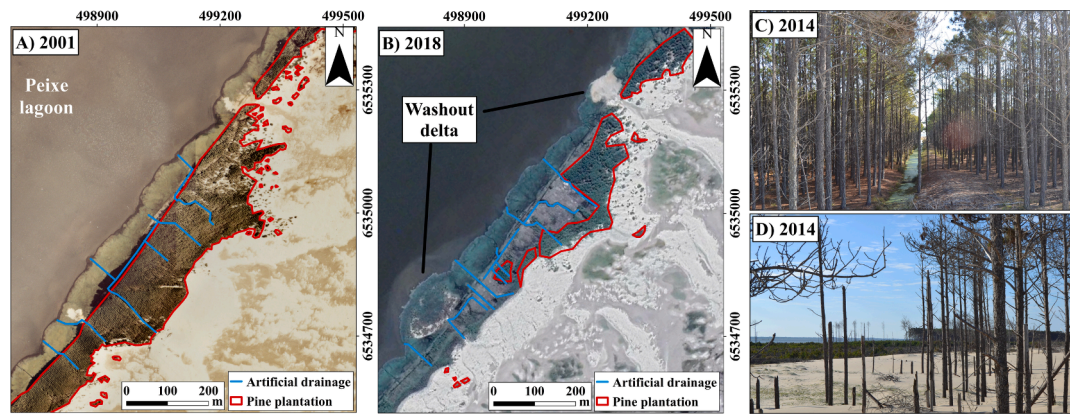 498900 499200 499500
498900 499200 499500
A) 2001
N
Peixe
lagoon
Artificial drainage
Pine plantation
0 100 200
m
B) 2018
N
Washout
delta
Artificial drainage
Pine plantation
0 100 200
m
6535300
6535000
6534700
6535300
6535000
6534700
C) 2014
D) 2014